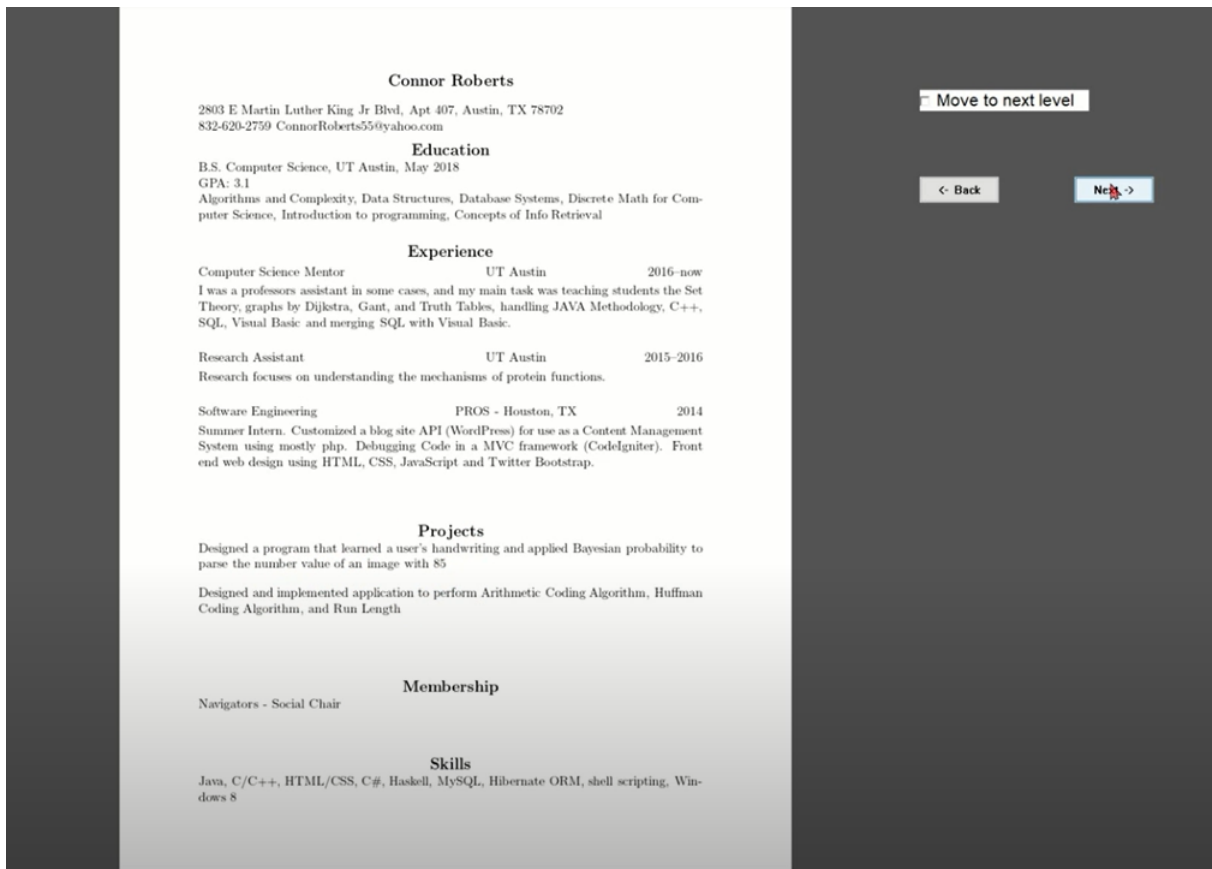 Connor Roberts
2803 E Martin Luther King Jr Blvd, Apt 407, Austin, TX 78702
832-620-2759 ConnorRoberts55@yahoo.com
Education
B.S. Computer Science, UT Austin, May 2018
GPA: 3.1
Algorithms and Complexity, Data Structures, Database Systems, Discrete Math for Com-
puter Science, Introduction to programming, Concepts of Info Retrieval
Experience
Computer Science Mentor UT Austin 2016–now
I was a professors assistant in some cases, and my main task was teaching students the Set
Theory, graphs by Dijkstra, Gant, and Truth Tables, handling JAVA Methodology, C++,
SQL, Visual Basic and merging SQL with Visual Basic.
Research Assistant UT Austin 2015–2016
Research focuses on understanding the mechanisms of protein functions.
Software Engineering PROS - Houston, TX 2014
Summer Intern. Customized a blog site API (WordPress) for use as a Content Management
System using mostly php. Debugging Code in a MVC framework (CodeIgniter). Front
end web design using HTML, CSS, JavaScript and Twitter Bootstrap.
Projects
Designed a program that learned a user's handwriting and applied Bayesian probability to
parse the number value of an image with 85
Designed and implemented application to perform Arithmetic Coding Algorithm, Huffman
Coding Algorithm, and Run Length
Membership
Navigators - Social Chair
Skills
Java, C/C++, HTML/CSS, C#, Haskell, MySQL, Hibernate ORM, shell scripting, Win-
dows 8
Move to next level
<- Back
Next ->